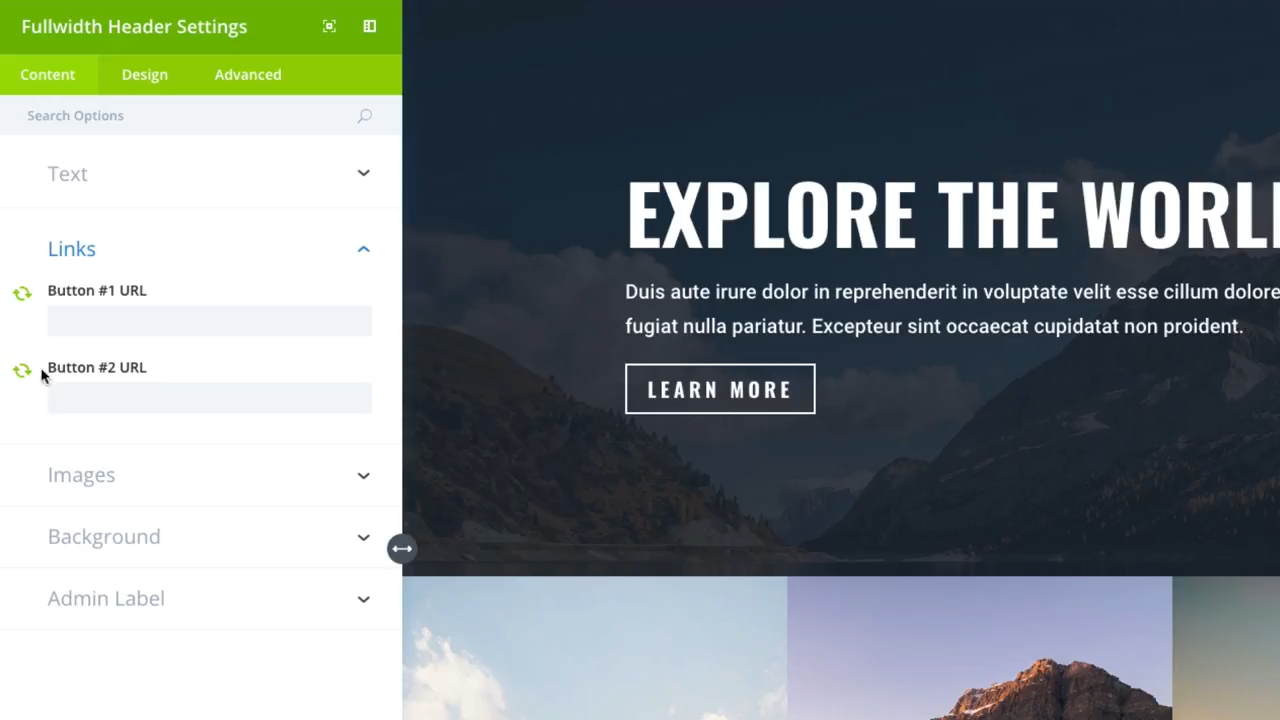 Fullwidth Header Settings
Content
Design
Advanced
Search Options
Text
Links
Button #1 URL
Button #2 URL
Images
Background
Admin Label
EXPLORE THE WORL
Duis aute irure dolor in reprehenderit in voluptate velit esse cillum dolore
fugiat nulla pariatur. Excepteur sint occaecat cupidatat non proident.
LEARN MORE